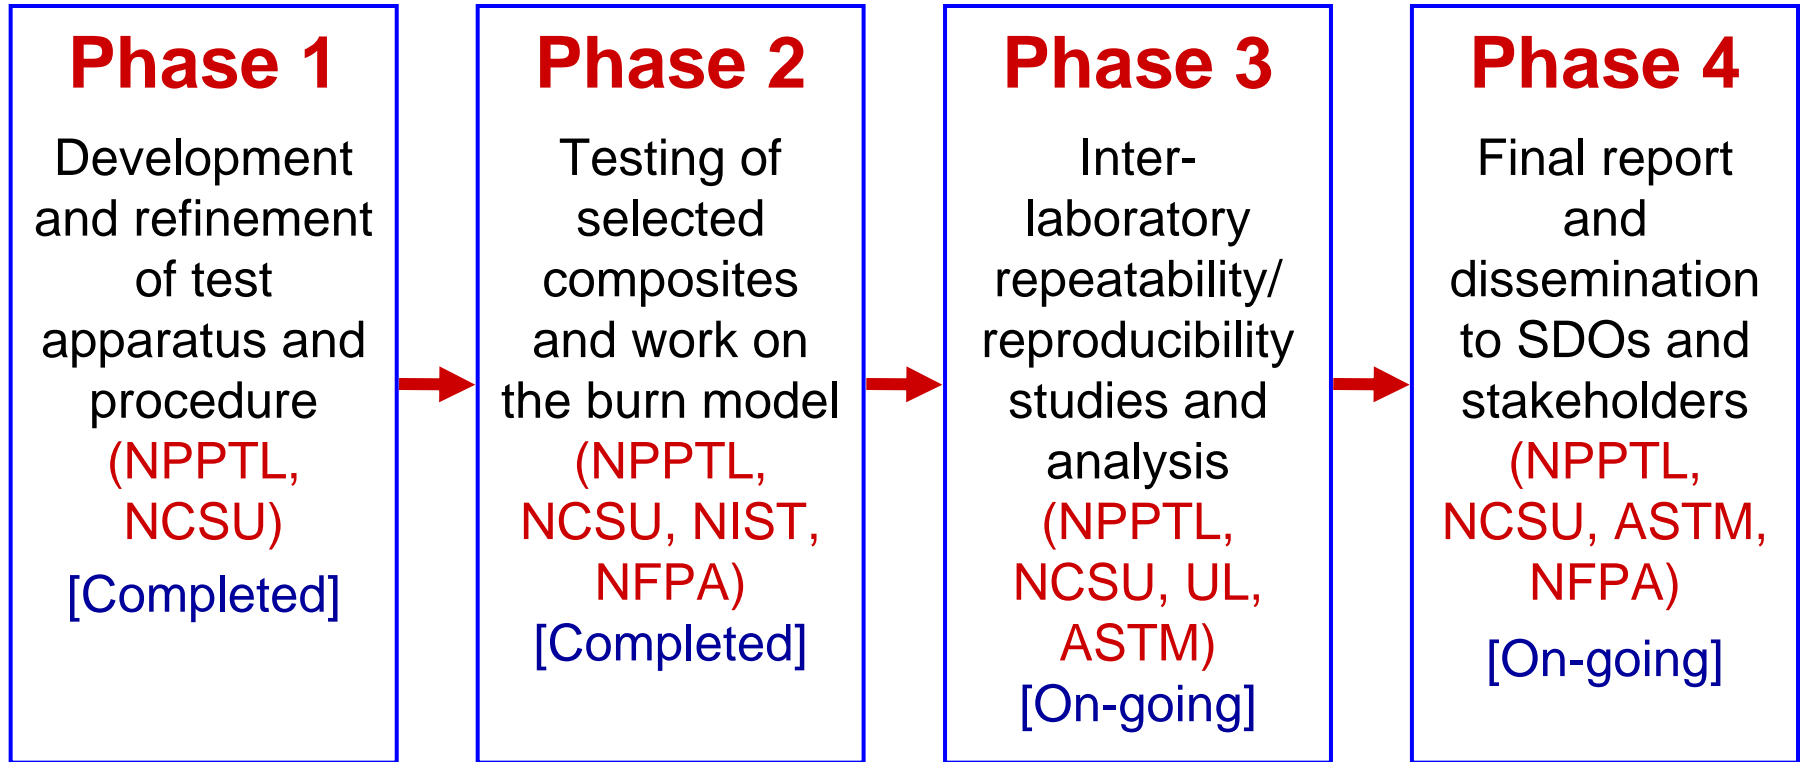 Phase 1
Development
and refinement
of test
apparatus and
procedure
(NPPTL,
NCSU)
[Completed]
Phase 2
Testing of
selected
composites
and work on
the burn model
(NPPTL,
NCSU, NIST,
NFPA)
[Completed]
Phase 3
Inter-
laboratory
repeatability/
reproducibility
studies and
analysis
(NPPTL,
NCSU, UL,
ASTM)
[On-going]
Phase 4
Final report
and
dissemination
to SDOs and
stakeholders
(NPPTL,
NCSU, ASTM,
NFPA)
[On-going]